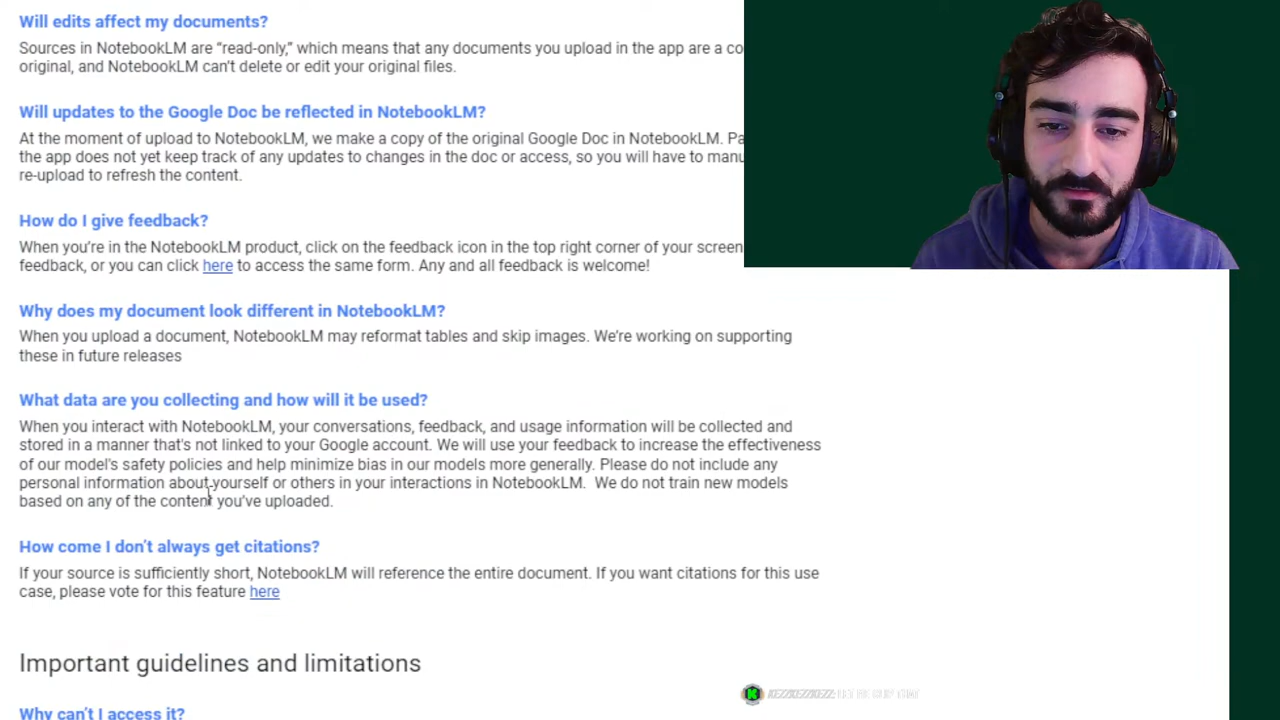 Will edits affect my documents?
Sources in NotebookLM are “read-only,” which means that any documents you upload in the app are a co
original, and NotebookLM can’t delete or edit your original files.
Will updates to the Google Doc be reflected in NotebookLM?
At the moment of upload to NotebookLM, we make a copy of the original Google Doc in NotebookLM. Pa
the app does not yet keep track of any updates to changes in the doc or access, so you will have to manu
re-upload to refresh the content.
How do I give feedback?
When you’re in the NotebookLM product, click on the feedback icon in the top right corner of your screen
feedback, or you can click here to access the same form. Any and all feedback is welcome!
Why does my document look different in NotebookLM?
When you upload a document, NotebookLM may reformat tables and skip images. We’re working on supporting
these in future releases
What data are you collecting and how will it be used?
When you interact with NotebookLM, your conversations, feedback, and usage information will be collected and
stored in a manner that's not linked to your Google account. We will use your feedback to increase the effectiveness
of our model's safety policies and help minimize bias in our models more generally. Please do not include any
personal information about yourself or others in your interactions in NotebookLM. We do not train new models
based on any of the content you’ve uploaded.
How come I don’t always get citations?
If your source is sufficiently short, NotebookLM will reference the entire document. If you want citations for this use
case, please vote for this feature here
Important guidelines and limitations
Why can’t I access it?